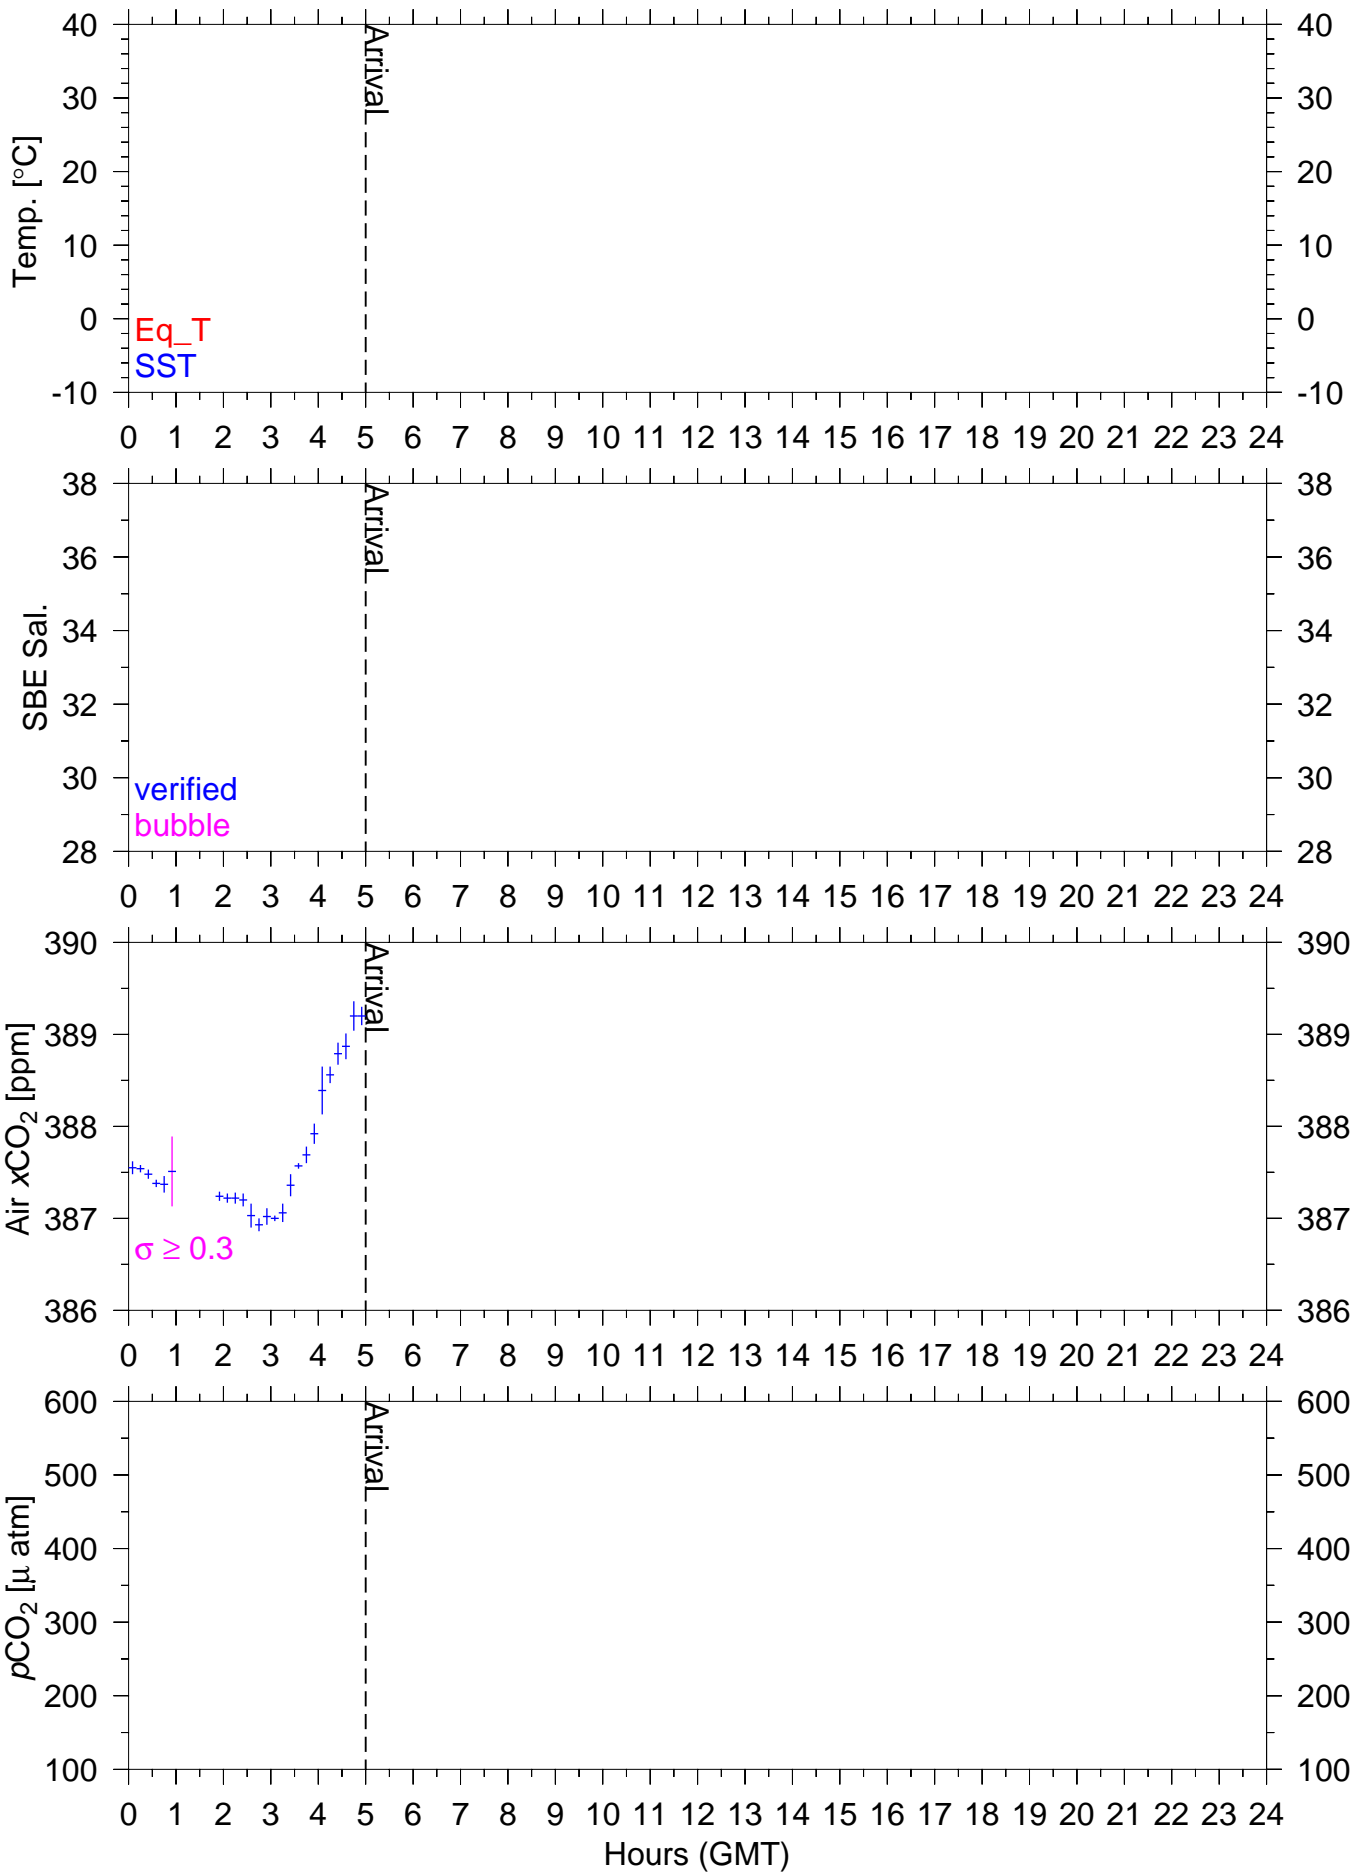 40 40
Arrival
30 30
20 20
Temp. [°C]
10 10
0 0
Eq_T
SST
-10 -10
0 1 2 3 4 5 6 7 8 9 10 11 12 13 14 15 16 17 18 19 20 21 22 23 24
38 38
Arrival
36 36
34 34
SBE Sal.
32 32
30 30
verified
bubble
28 28
0 1 2 3 4 5 6 7 8 9 10 11 12 13 14 15 16 17 18 19 20 21 22 23 24
390 390
Arrival
389 389
Air xCO₂ [ppm]
388 388
387 387
σ ≥ 0.3
386 386
0 1 2 3 4 5 6 7 8 9 10 11 12 13 14 15 16 17 18 19 20 21 22 23 24
600 600
Arrival
500 500
400 400
pCO₂ [μ atm]
300 300
200 200
100 100
0 1 2 3 4 5 6 7 8 9 10 11 12 13 14 15 16 17 18 19 20 21 22 23 24
Hours (GMT)